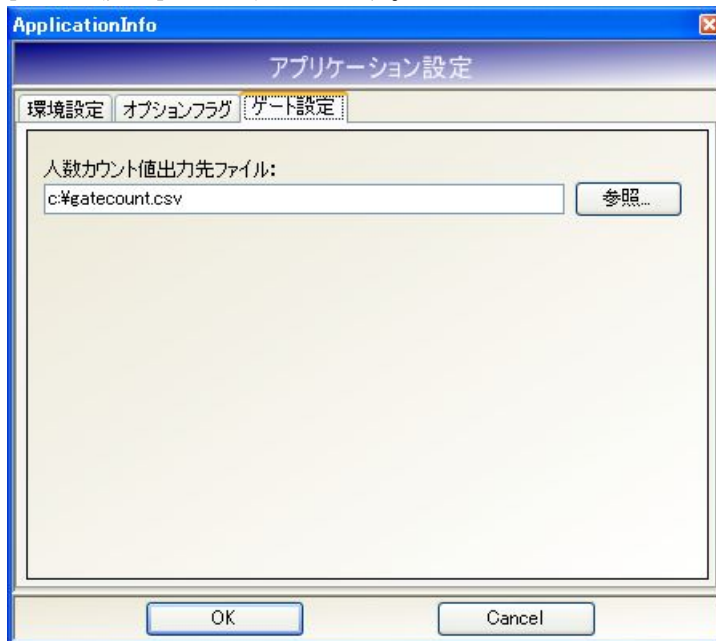 ApplicationInfo
アプリケーション設定
環境設定 オプションフラグ ゲート設定
人数カウント値出力先ファイル:
c:¥gatecount.csv 参照...
OK Cancel